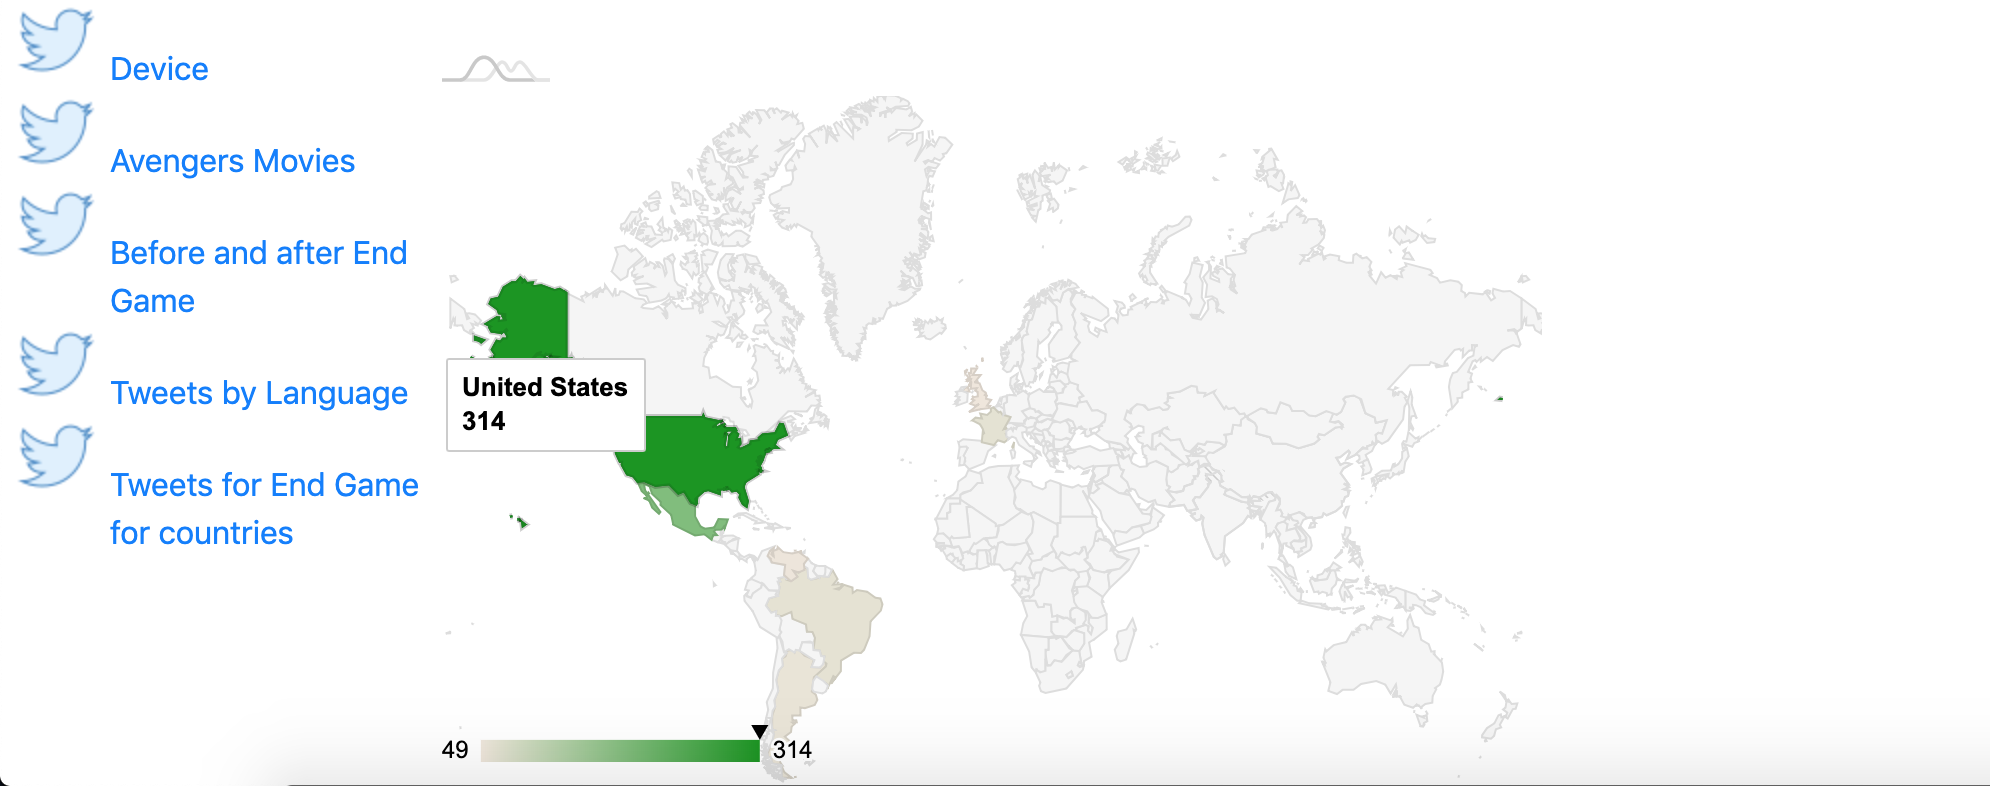 Device
Avengers Movies
Before and after End
Game
Tweets by Language
Tweets for End Game
for countries
United States
314
49
314